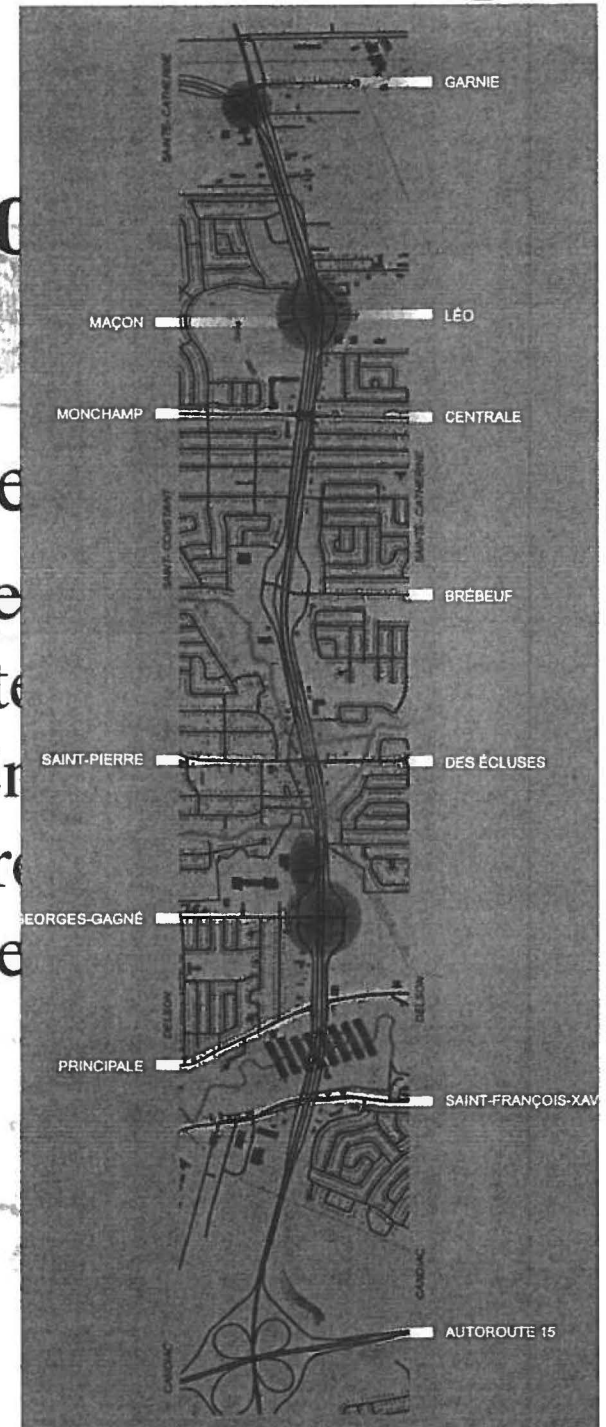 GARNIE
SAINTE-CATHERINE
MAÇON
LÉO
MONCHAMP
CENTRALE
SAINT-CONSTANT
SAINTE-CATHERINE
BRÉBEUF
SAINT-PIERRE
DES ÉCLUSES
GEORGES-GAGNÉ
DELSON
DELSON
PRINCIPALE
SAINT-FRANÇOIS-XAV
CANDIAC
CANDIAC
AUTOROUTE 15